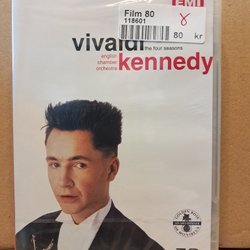 EMI
Film 80
118601
80 kr
vivaldi
the four seasons
english
chamber
orchestra
kennedy